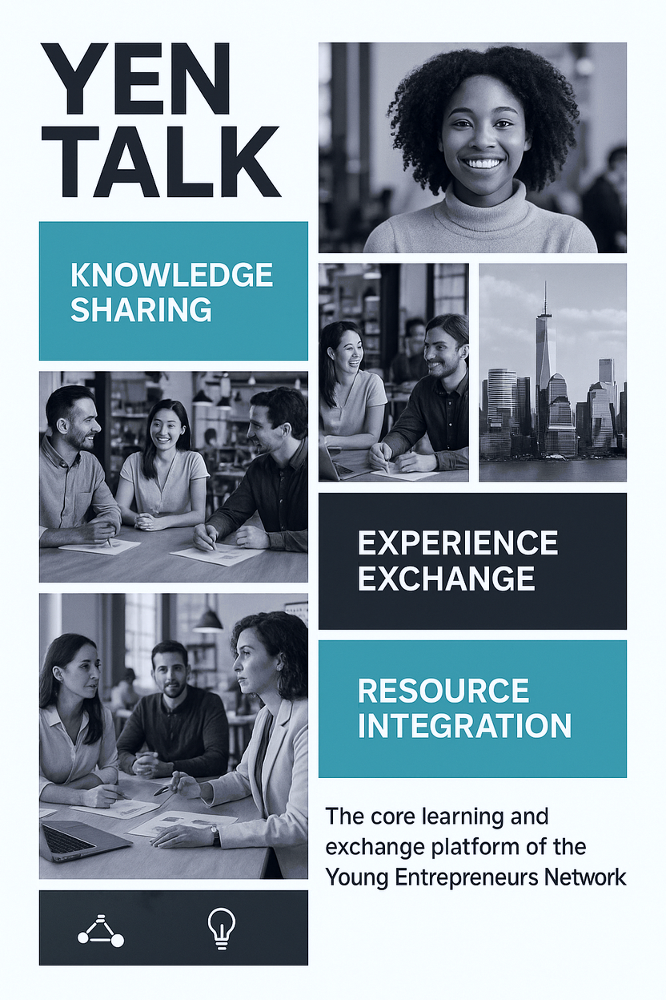 YEN
TALK
KNOWLEDGE
SHARING
EXPERIENCE
EXCHANGE
RESOURCE
INTEGRATION
The core learning and
exchange platform of the
Young Entrepreneurs Network